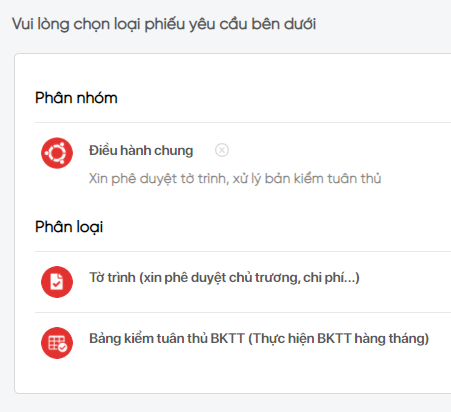 Vui lòng chọn loại phiếu yêu cầu bên dưới
Phân nhóm
Điều hành chung
Xin phê duyệt tờ trình, xử lý bản kiểm tuân thủ
Phân loại
Tờ trình (xin phê duyệt chủ trương, chi phí...)
Bảng kiểm tuân thủ BKTT (Thực hiện BKTT hàng tháng)